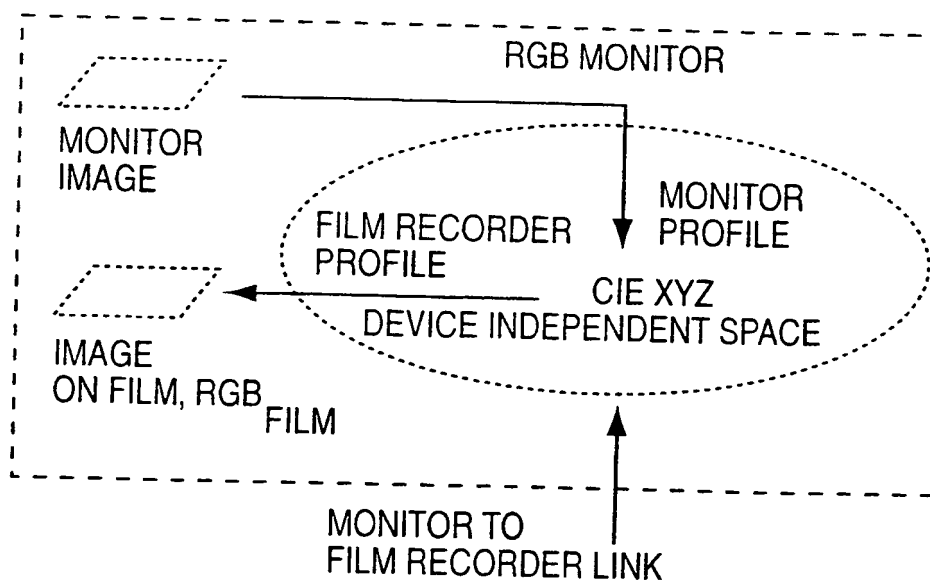 RGB MONITOR
MONITOR
IMAGE
MONITOR
PROFILE
FILM RECORDER
PROFILE
CIE XYZ
DEVICE INDEPENDENT SPACE
IMAGE
ON FILM, RGB FILM
MONITOR TO
FILM RECORDER LINK